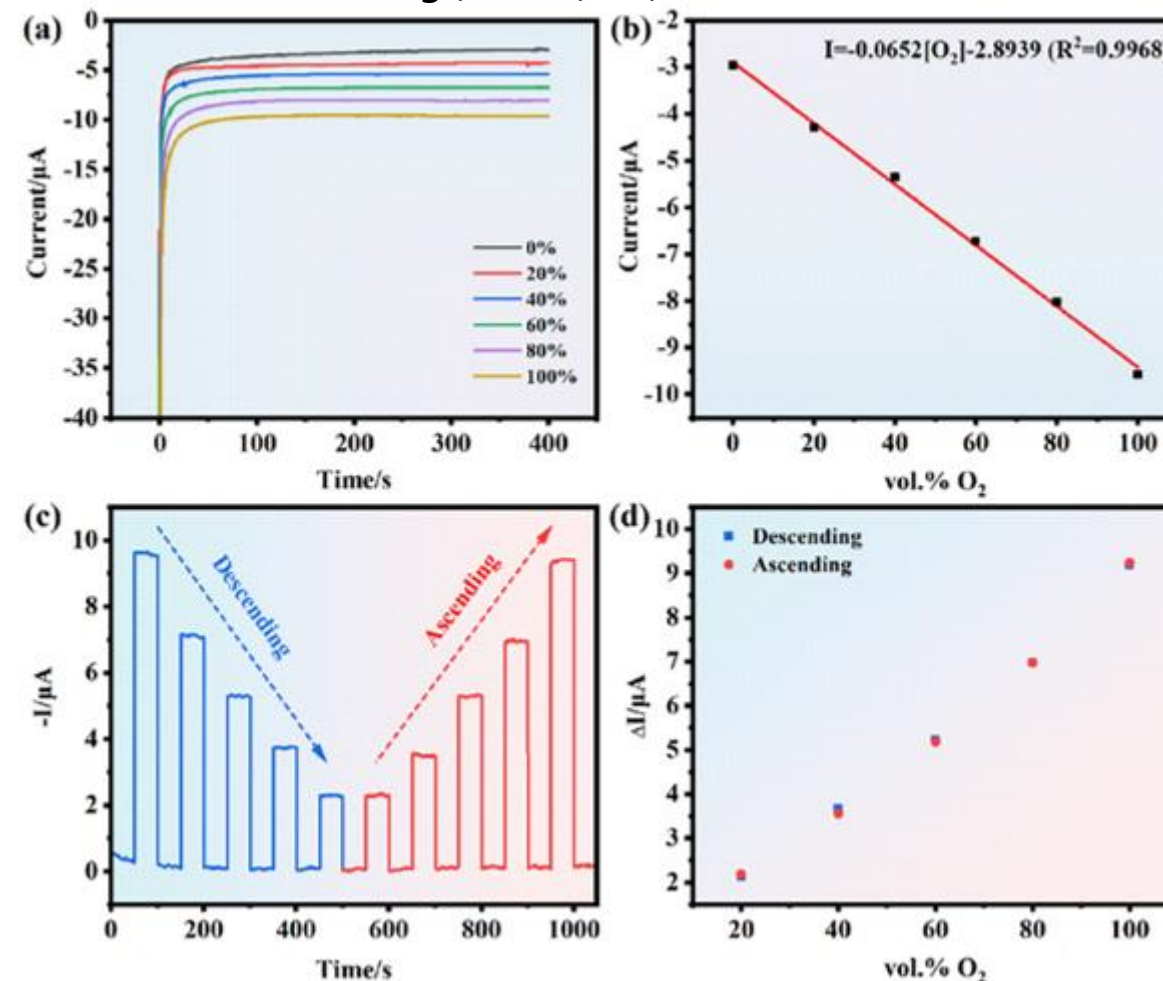 (a)
0
-5
-10
-15
-20
-25
-30
-35
-40
Current/μA
0%
20%
40%
60%
80%
100%
0 100 200 300 400
Time/s
(b)
I=-0.0652[O₂]-2.8939 (R²=0.9968
-2
-3
-4
-5
-6
-7
-8
-9
-10
Current/μA
0 20 40 60 80 100
vol.% O₂
(c)
10
8
6
4
2
0
-I/μA
Descending
Ascending
0 200 400 600 800 1000
Time/s
(d)
Descending
Ascending
10
9
8
7
6
5
4
3
2
ΔI/μA
20 40 60 80 100
vol.% O₂